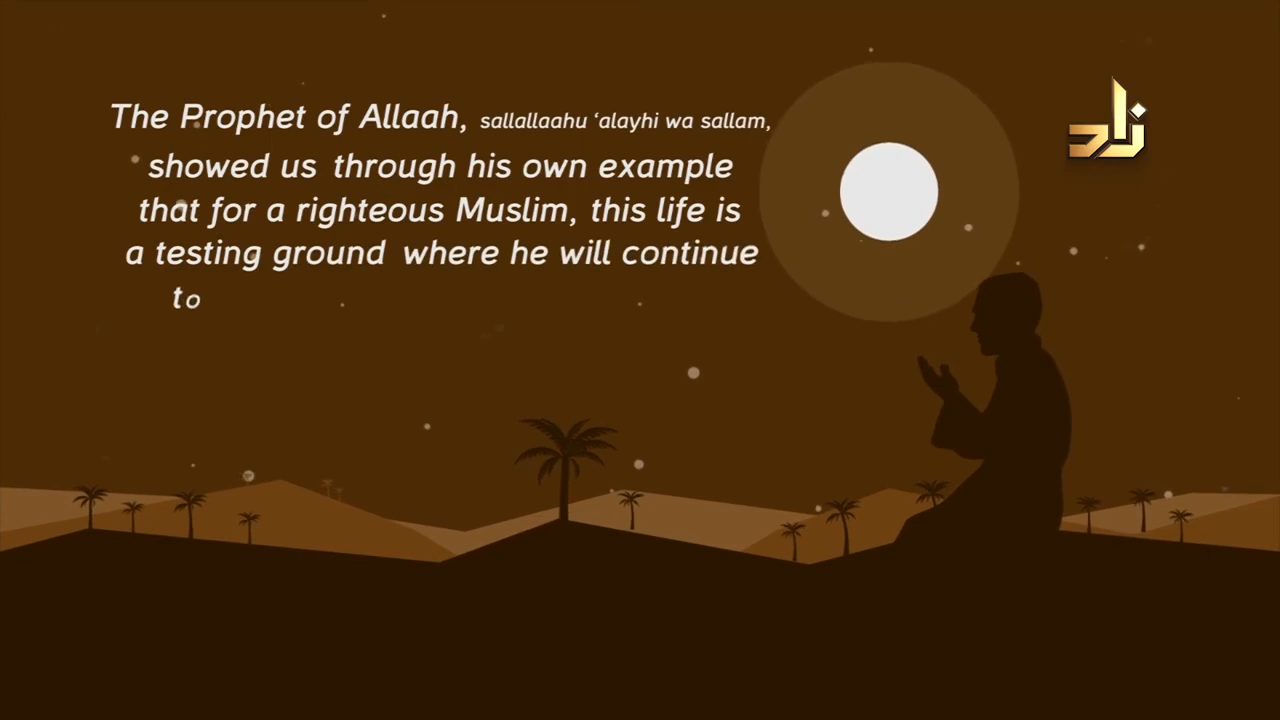 The Prophet of Allaah, sallallaahu ‘alayhi wa sallam,
showed us through his own example
that for a righteous Muslim, this life is
a testing ground where he will continue
to
زاد